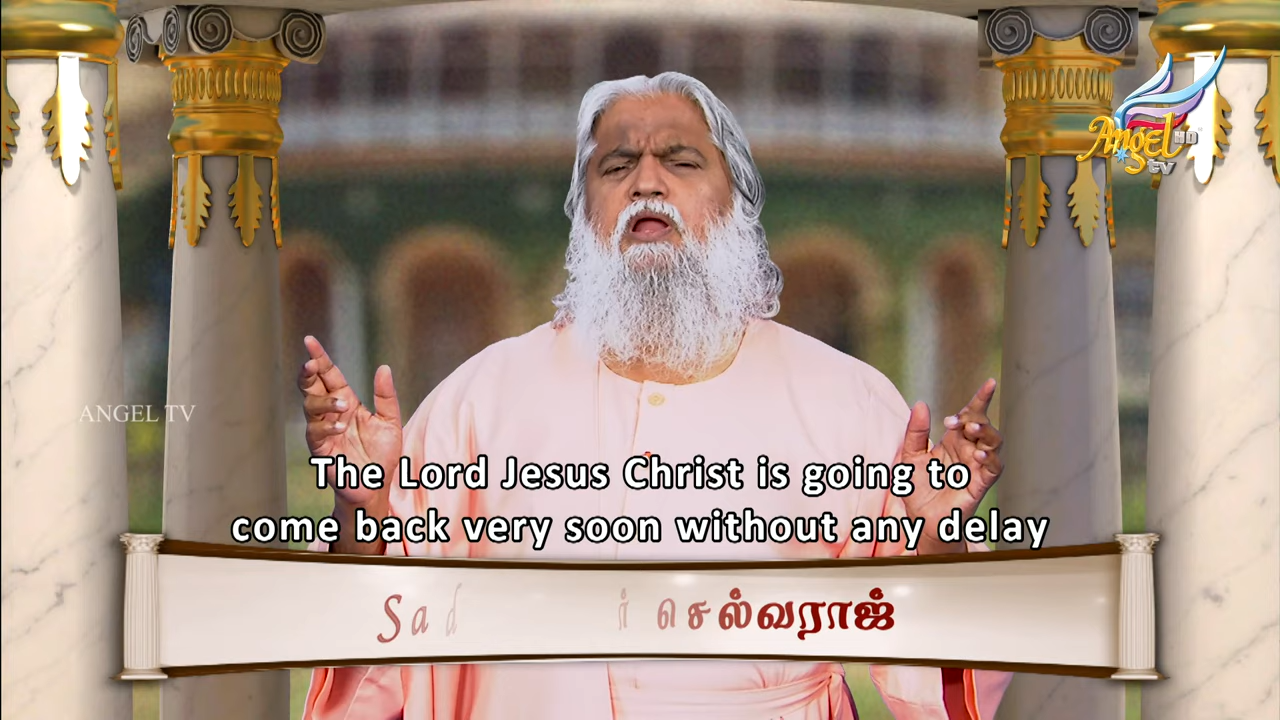 Angel HD
tv
ANGEL TV
The Lord Jesus Christ is going to
come back very soon without any delay
Sad ர் செல்வராஜ்